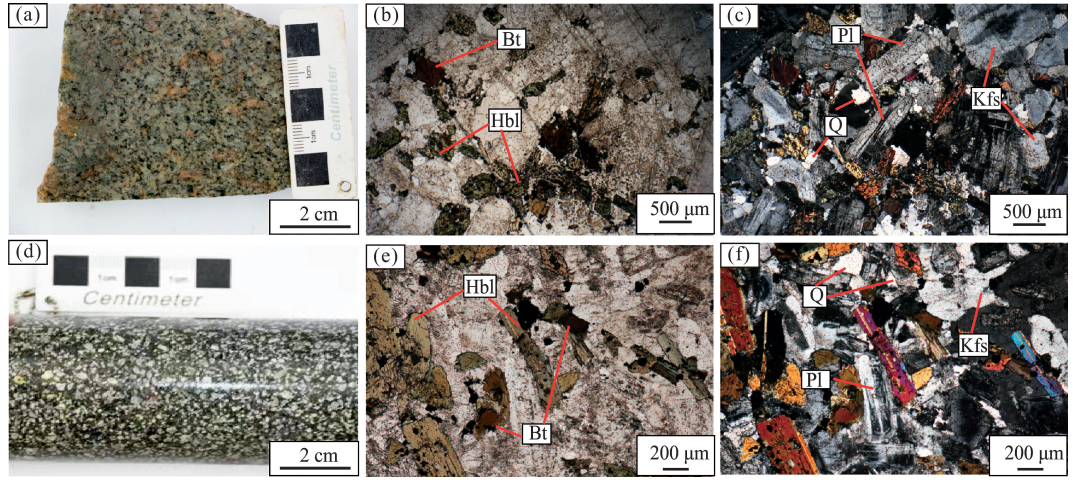 (a)
1cm
1cm
Centimeter
2 cm
(b)
Bt
Hbl
500 μm
(c)
Pl
Kfs
Q
500 μm
(d)
1cm
1cm
Centimeter
2 cm
(e)
Hbl
Bt
200 μm
(f)
Q
Kfs
Pl
200 μm